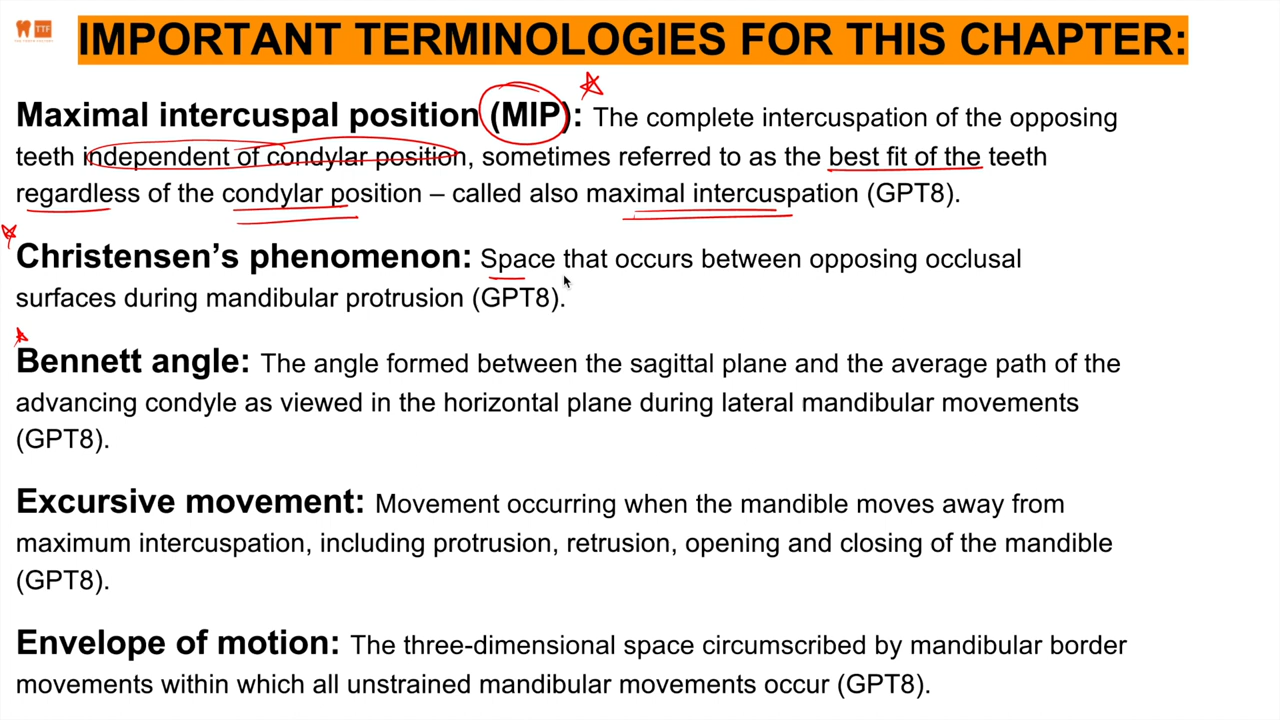 TTF
IMPORTANT TERMINOLOGIES FOR THIS CHAPTER:
Maximal intercuspal position (MIP): The complete intercuspation of the opposing
teeth independent of condylar position, sometimes referred to as the best fit of the teeth
regardless of the condylar position – called also maximal intercuspation (GPT8).
Christensen’s phenomenon: Space that occurs between opposing occlusal
surfaces during mandibular protrusion (GPT8).
Bennett angle: The angle formed between the sagittal plane and the average path of the
advancing condyle as viewed in the horizontal plane during lateral mandibular movements
(GPT8).
Excursive movement: Movement occurring when the mandible moves away from
maximum intercuspation, including protrusion, retrusion, opening and closing of the mandible
(GPT8).
Envelope of motion: The three-dimensional space circumscribed by mandibular border
movements within which all unstrained mandibular movements occur (GPT8).